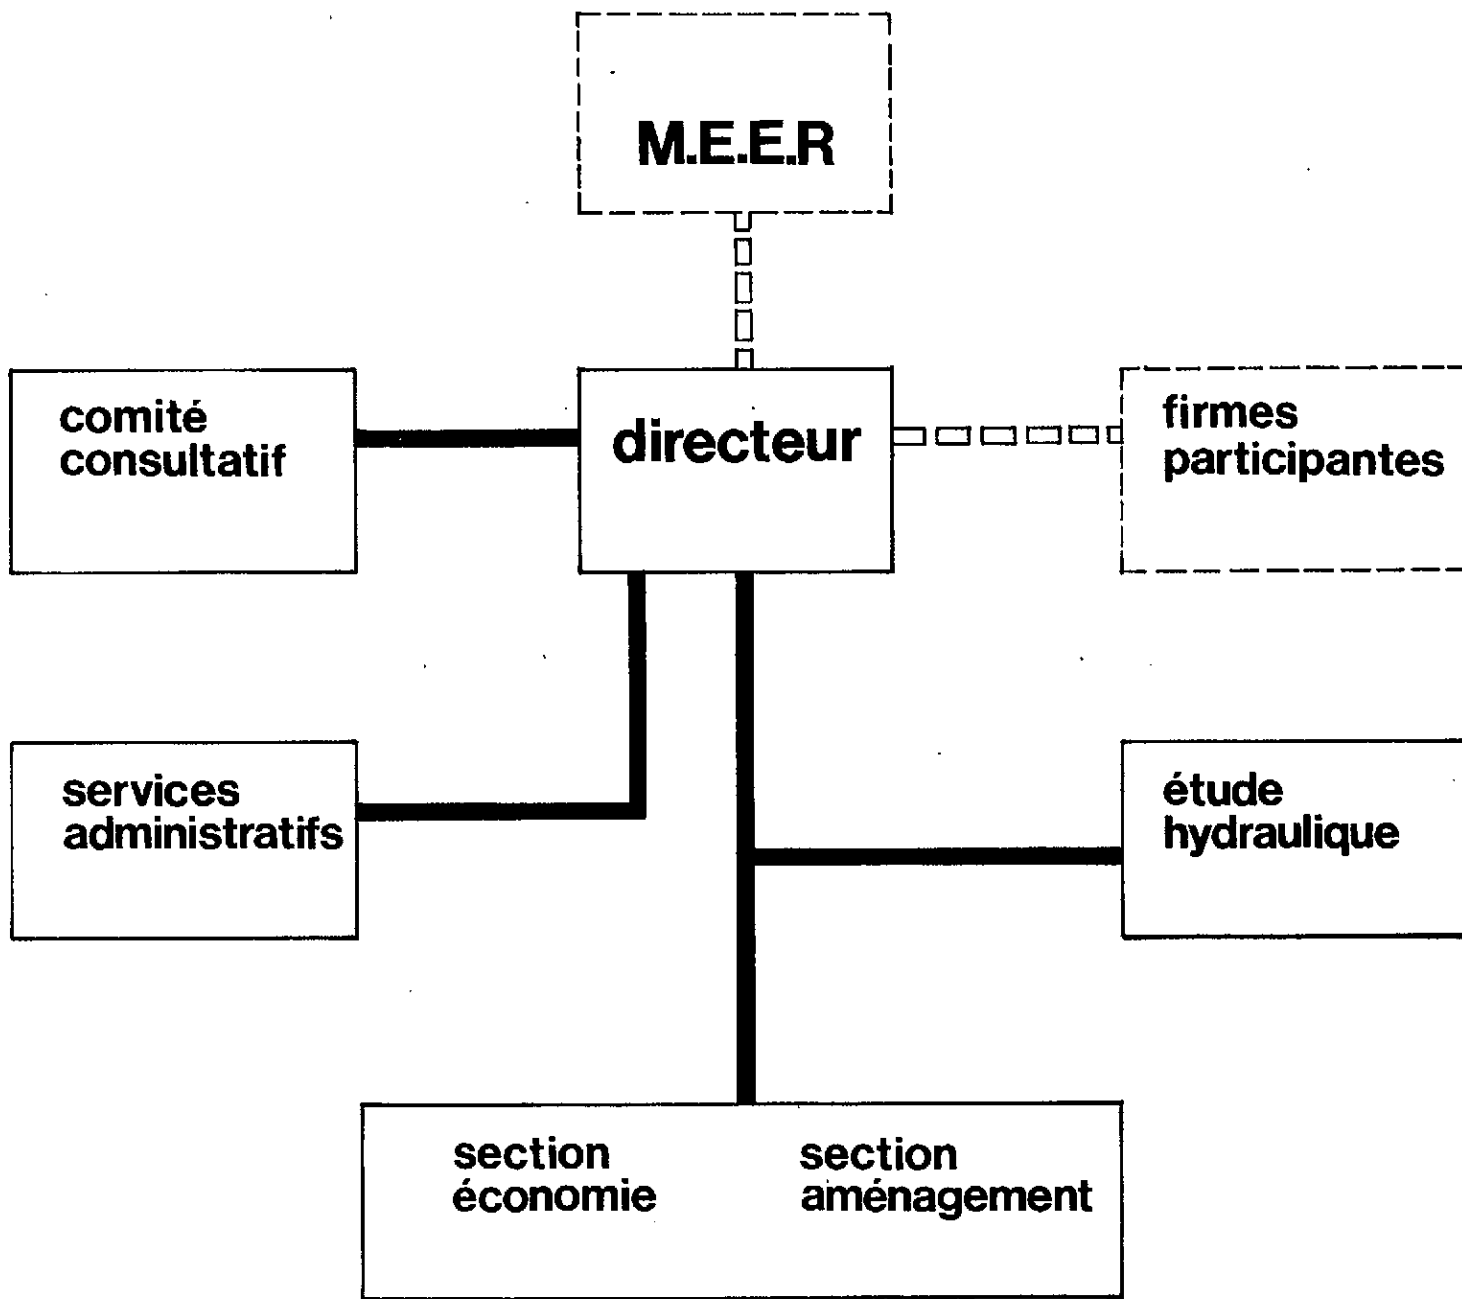 M.E.E.R
comité
consultatif
directeur
firmes
participantes
services
administratifs
étude
hydraulique
section
économie
section
aménagement